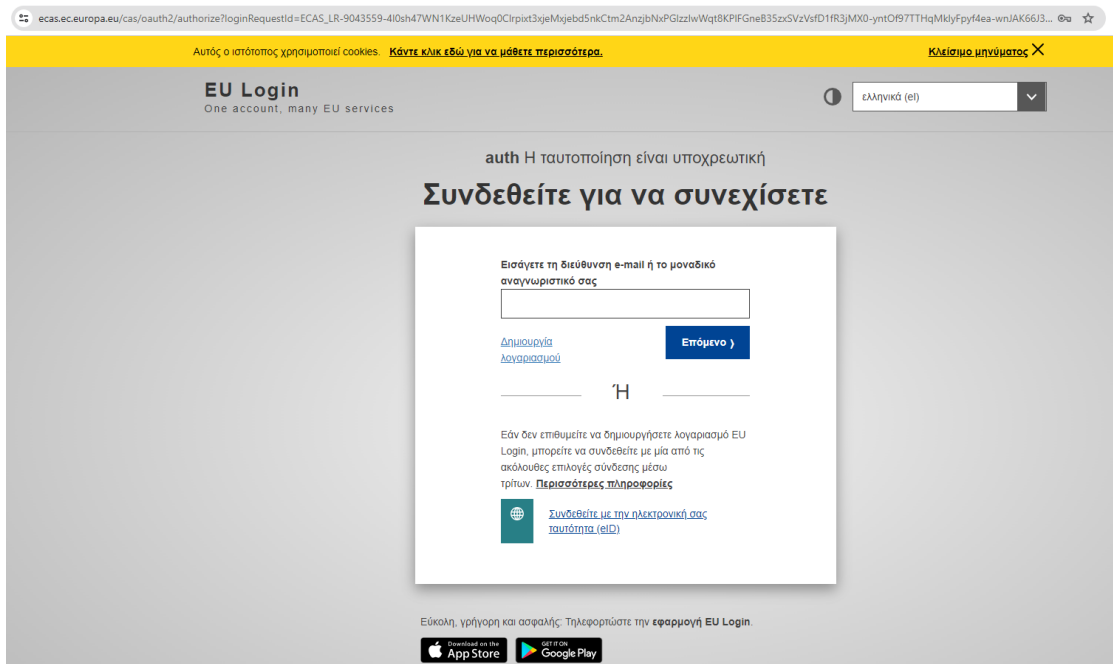 ecas.ec.europa.eu/cas/oauth2/authorize?loginRequestId=ECAS_LR-9043559-4l0sh47WN1KzeUHWoq0Clrpixt3xjeMxjebd5nkCtm2AnzjbNxPGlzzlwWqt8KPlFGneB35zxSVzVsfD1fR3jMX0-yntOf97TTHqMklyFpyf4ea-wnJAK66J3...
Αυτός ο ιστότοπος χρησιμοποιεί cookies. Κάντε κλικ εδώ για να μάθετε περισσότερα. Κλείσιμο μηνύματος
EU Login
One account, many EU services
ελληνικά (el)
auth Η ταυτοποίηση είναι υποχρεωτική
Συνδεθείτε για να συνεχίσετε
Εισάγετε τη διεύθυνση e-mail ή το μοναδικό
αναγνωριστικό σας
Δημιουργία
λογαριασμού
Επόμενο ⟩
Ή
Εάν δεν επιθυμείτε να δημιουργήσετε λογαριασμό EU
Login, μπορείτε να συνδεθείτε με μία από τις
ακόλουθες επιλογές σύνδεσης μέσω
τρίτων. Περισσότερες πληροφορίες
Συνδεθείτε με την ηλεκτρονική σας
ταυτότητα (eID)
Εύκολη, γρήγορη και ασφαλής: Τηλεφορτώστε την εφαρμογή EU Login.
Download on the
App Store
GET IT ON
Google Play